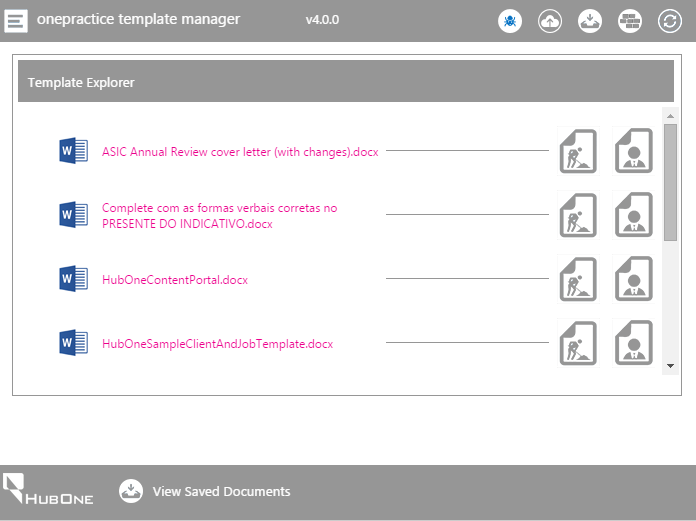 onepractice template manager
v4.0.0
Template Explorer
W
ASIC Annual Review cover letter (with changes).docx
W
Complete com as formas verbais corretas no
PRESENTE DO INDICATIVO.docx
W
HubOneContentPortal.docx
W
HubOneSampleClientAndJobTemplate.docx
HUBONE
View Saved Documents